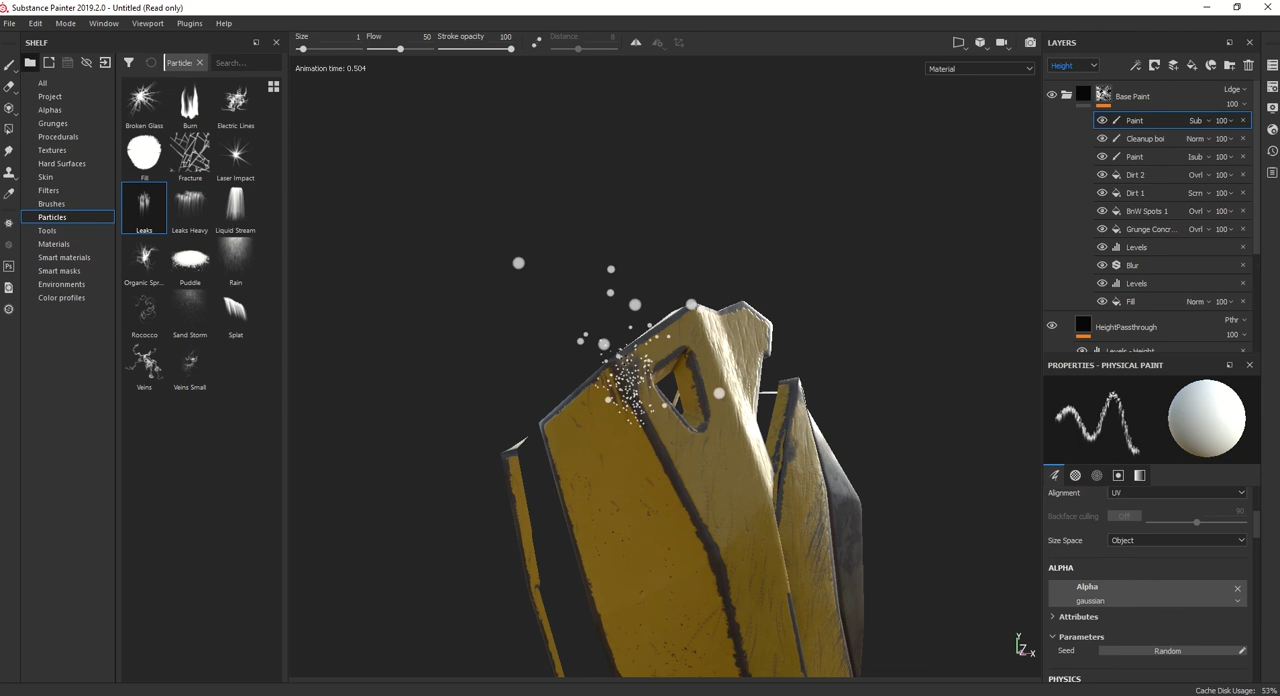 Substance Painter 2019.2.0 - Untitled (Read only)
File Edit Mode Window Viewport Plugins Help
SHELF
Size 1 Flow 50 Stroke opacity 100 Distance 8
Animation time: 0.504
Material
Particle
Search...
All
Project
Alphas
Grunges
Procedurals
Textures
Hard Surfaces
Skin
Filters
Brushes
Particles
Tools
Materials
Smart materials
Smart masks
Environments
Color profiles
Broken Glass Burn Electric Lines
Fill Fracture Laser Impact
Leaks Leaks Heavy Liquid Stream
Organic Spr... Puddle Rain
Rococco Sand Storm Splat
Veins Veins Small
Ps
Y
Z X
LAYERS
Height
Base Paint Ldge
100
Paint Sub 100
Cleanup boi Norm 100
Paint Isub 100
Dirt 2 Ovrl 100
Dirt 1 Scrn 100
BnW Spots 1 Ovrl 100
Grunge Concr... Ovrl 100
Levels
Blur
Levels
Fill Norm 100
HeightPassthrough Pthr
100
Levels - Height
PROPERTIES - PHYSICAL PAINT
Alignment UV
Backface culling Off 90
Size Space Object
ALPHA
Alpha
gaussian
Attributes
Parameters
Seed Random
PHYSICS
Cache Disk Usage: 53%